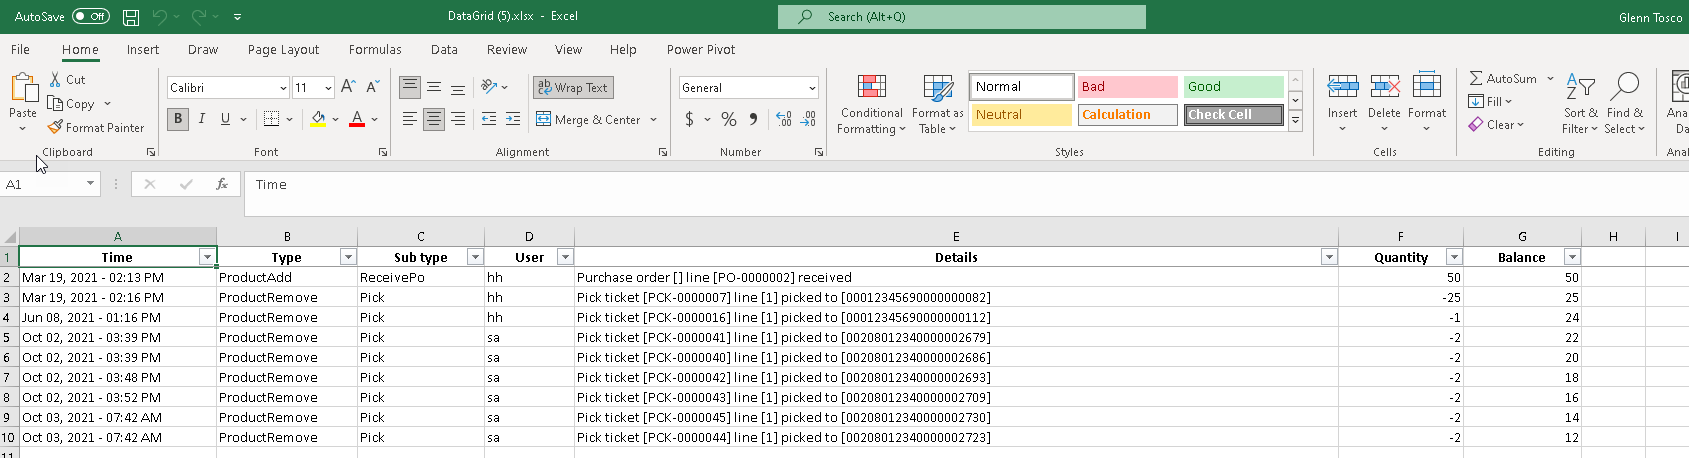 AutoSave Off DataGrid (5).xlsx - Excel Search (Alt+Q) Glenn Tosco
File Home Insert Draw Page Layout Formulas Data Review View Help Power Pivot
Paste
Cut
Copy
Format Painter
Clipboard
Calibri 11 A A
B I U A
Font
ab Wrap Text
Merge & Center
Alignment
General
$ % ,
Number
Conditional Formatting
Format as Table
Normal Bad Good
Neutral Calculation Check Cell
Styles
Insert Delete Format
Cells
AutoSum
Fill
Clear
Sort & Filter
Find & Select
Editing
A1 fx Time
A B C D E F G H I
1 Time Type Sub type User Details Quantity Balance
2 Mar 19, 2021 - 02:13 PM ProductAdd ReceivePo hh Purchase order [] line [PO-0000002] received 50 50
3 Mar 19, 2021 - 02:16 PM ProductRemove Pick hh Pick ticket [PCK-0000007] line [1] picked to [00012345690000000082] -25 25
4 Jun 08, 2021 - 01:16 PM ProductRemove Pick hh Pick ticket [PCK-0000016] line [1] picked to [00012345690000000112] -1 24
5 Oct 02, 2021 - 03:39 PM ProductRemove Pick sa Pick ticket [PCK-0000041] line [1] picked to [00208012340000002679] -2 22
6 Oct 02, 2021 - 03:39 PM ProductRemove Pick sa Pick ticket [PCK-0000040] line [1] picked to [00208012340000002686] -2 20
7 Oct 02, 2021 - 03:48 PM ProductRemove Pick sa Pick ticket [PCK-0000042] line [1] picked to [00208012340000002693] -2 18
8 Oct 02, 2021 - 03:52 PM ProductRemove Pick sa Pick ticket [PCK-0000043] line [1] picked to [00208012340000002709] -2 16
9 Oct 03, 2021 - 07:42 AM ProductRemove Pick sa Pick ticket [PCK-0000045] line [1] picked to [00208012340000002730] -2 14
10 Oct 03, 2021 - 07:42 AM ProductRemove Pick sa Pick ticket [PCK-0000044] line [1] picked to [00208012340000002723] -2 12